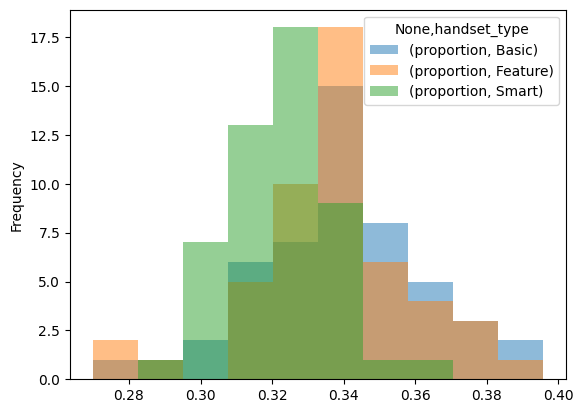 None,handset_type
(proportion, Basic)
(proportion, Feature)
(proportion, Smart)
Frequency
17.5
15.0
12.5
10.0
7.5
5.0
2.5
0.0
0.28 0.30 0.32 0.34 0.36 0.38 0.40